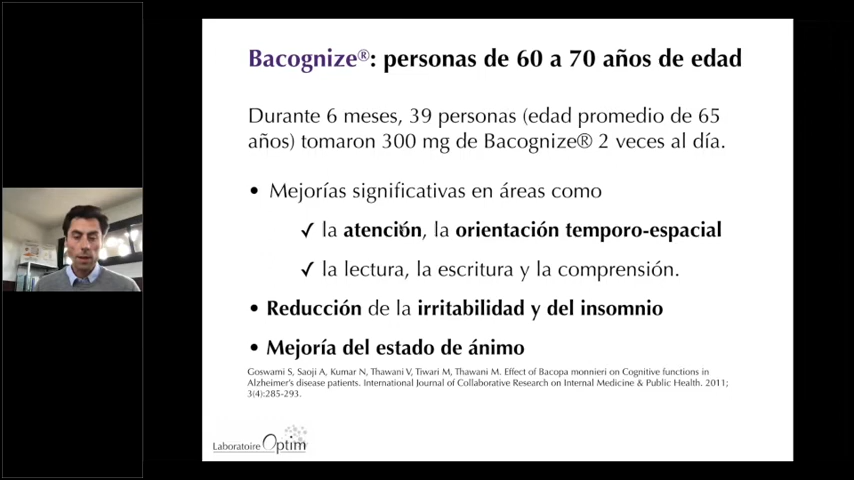 Bacognize®: personas de 60 a 70 años de edad
Durante 6 meses, 39 personas (edad promedio de 65
años) tomaron 300 mg de Bacognize® 2 veces al día.
• Mejorías significativas en áreas como
✓ la atención, la orientación temporo-espacial
✓ la lectura, la escritura y la comprensión.
• Reducción de la irritabilidad y del insomnio
• Mejoría del estado de ánimo
Goswami S, Saoji A, Kumar N, Thawani V, Tiwari M, Thawani M. Effect of Bacopa monnieri on Cognitive functions in
Alzheimer's disease patients. International Journal of Collaborative Research on Internal Medicine & Public Health. 2011;
3(4):285-293.
Laboratoire Optim